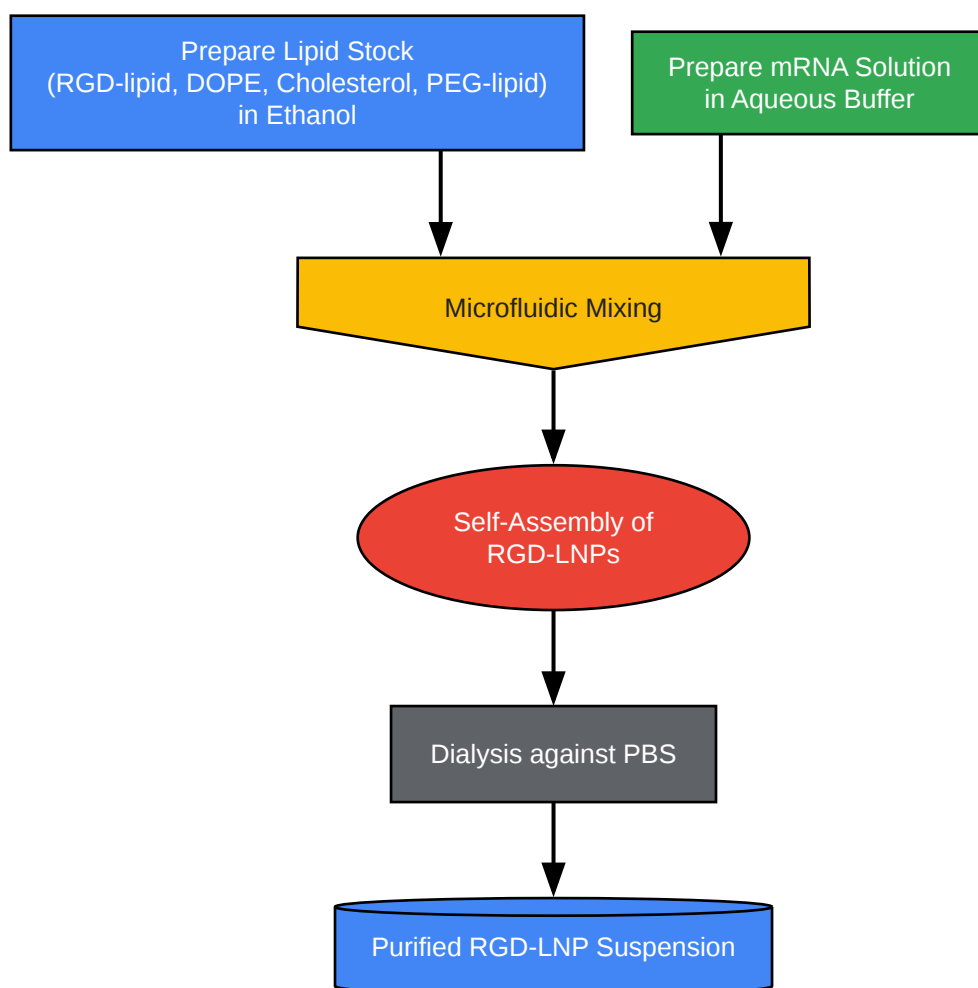 Prepare Lipid Stock
(RGD-lipid, DOPE, Cholesterol, PEG-lipid)
in Ethanol
Prepare mRNA Solution
in Aqueous Buffer
Microfluidic Mixing
Self-Assembly of
RGD-LNPs
Dialysis against PBS
Purified RGD-LNP Suspension